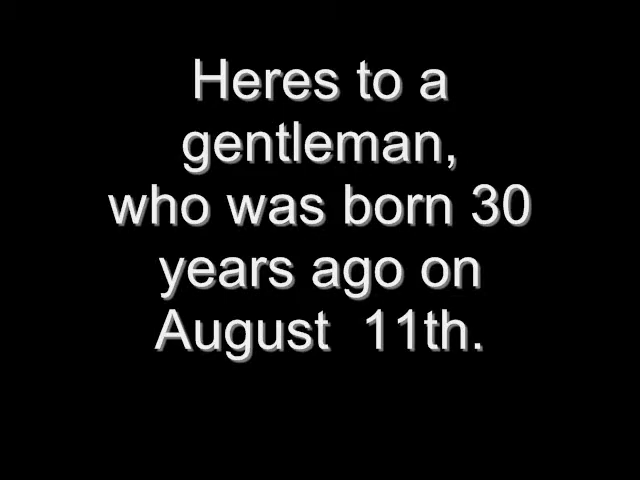 Heres to a
gentleman,
who was born 30
years ago on
August  11th.